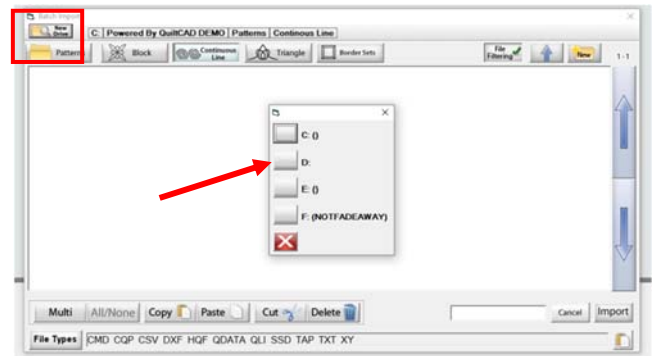 Batch Import
New Drive
C: Powered By QuiltCAD DEMO Patterns Continous Line
Pattern Block Continuous Line Triangle Border Sets File Filtering New 1-1
C: ()
D:
E: ()
F: (NOTFADEAWAY)
Multi All/None Copy Paste Cut Delete Cancel Import
File Types CMD CQP CSV DXF HQF QDATA QLI SSD TAP TXT XY